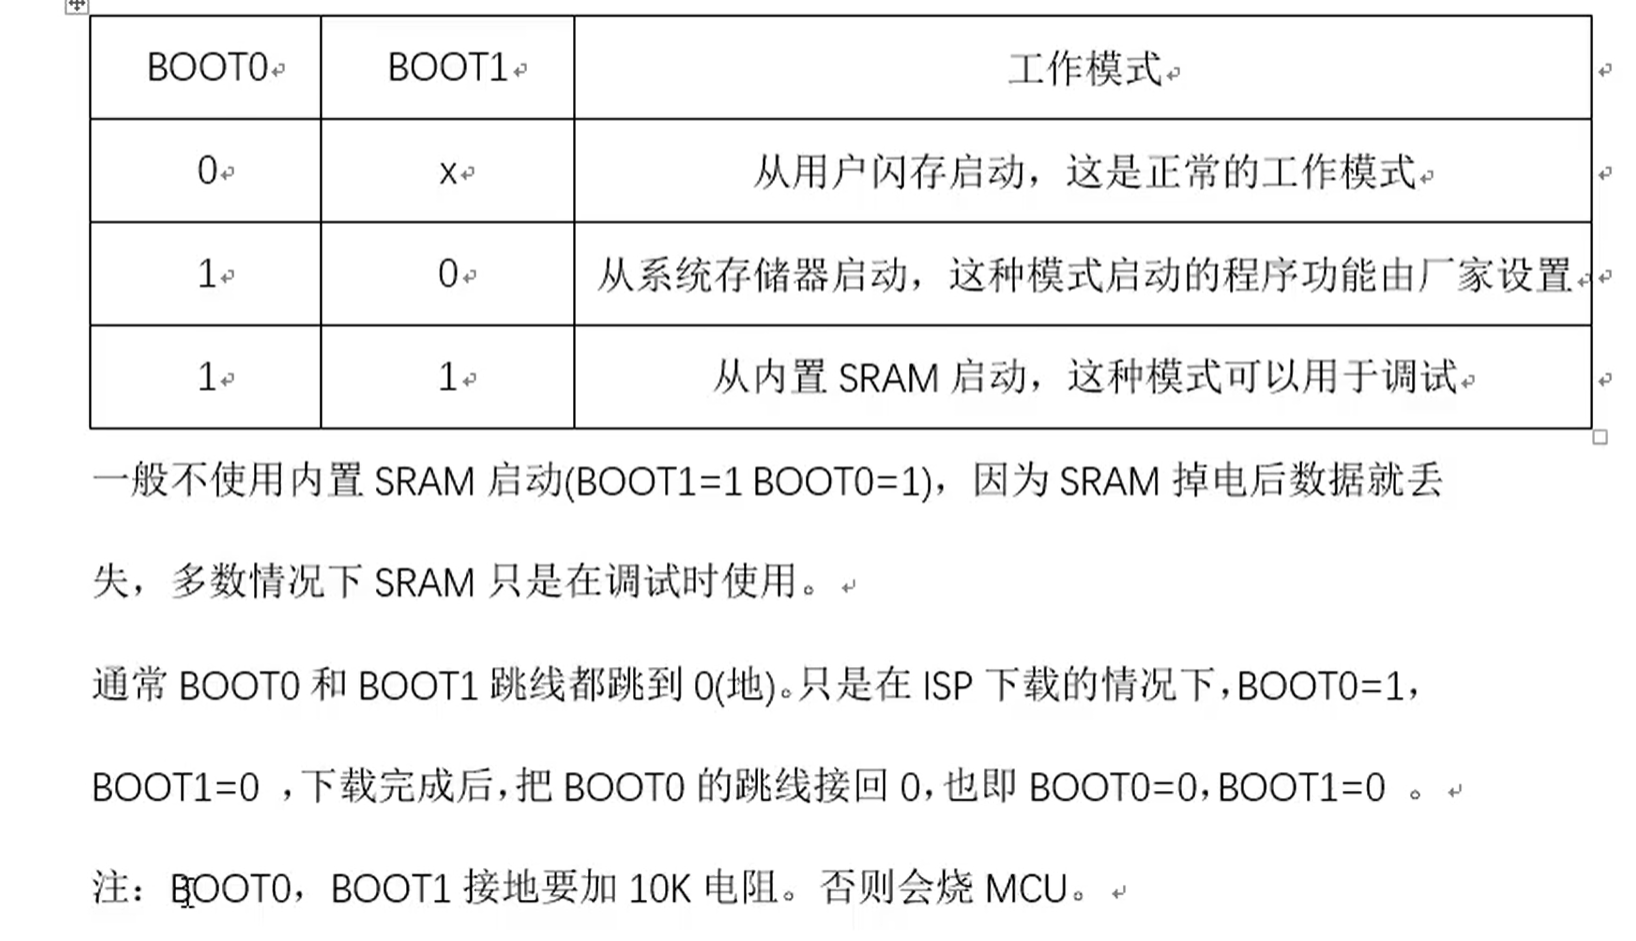 BOOT0 BOOT1 工作模式
0 x 从用户闪存启动，这是正常的工作模式
1 0 从系统存储器启动，这种模式启动的程序功能由厂家设置
1 1 从内置 SRAM 启动，这种模式可以用于调试
一般不使用内置 SRAM 启动(BOOT1=1 BOOT0=1)，因为 SRAM 掉电后数据就丢
失，多数情况下 SRAM 只是在调试时使用。
通常 BOOT0 和 BOOT1 跳线都跳到 0(地)。只是在 ISP 下载的情况下,BOOT0=1，
BOOT1=0 ,下载完成后,把 BOOT0 的跳线接回 0,也即 BOOT0=0,BOOT1=0 。
注：BOOT0，BOOT1 接地要加 10K 电阻。否则会烧 MCU。